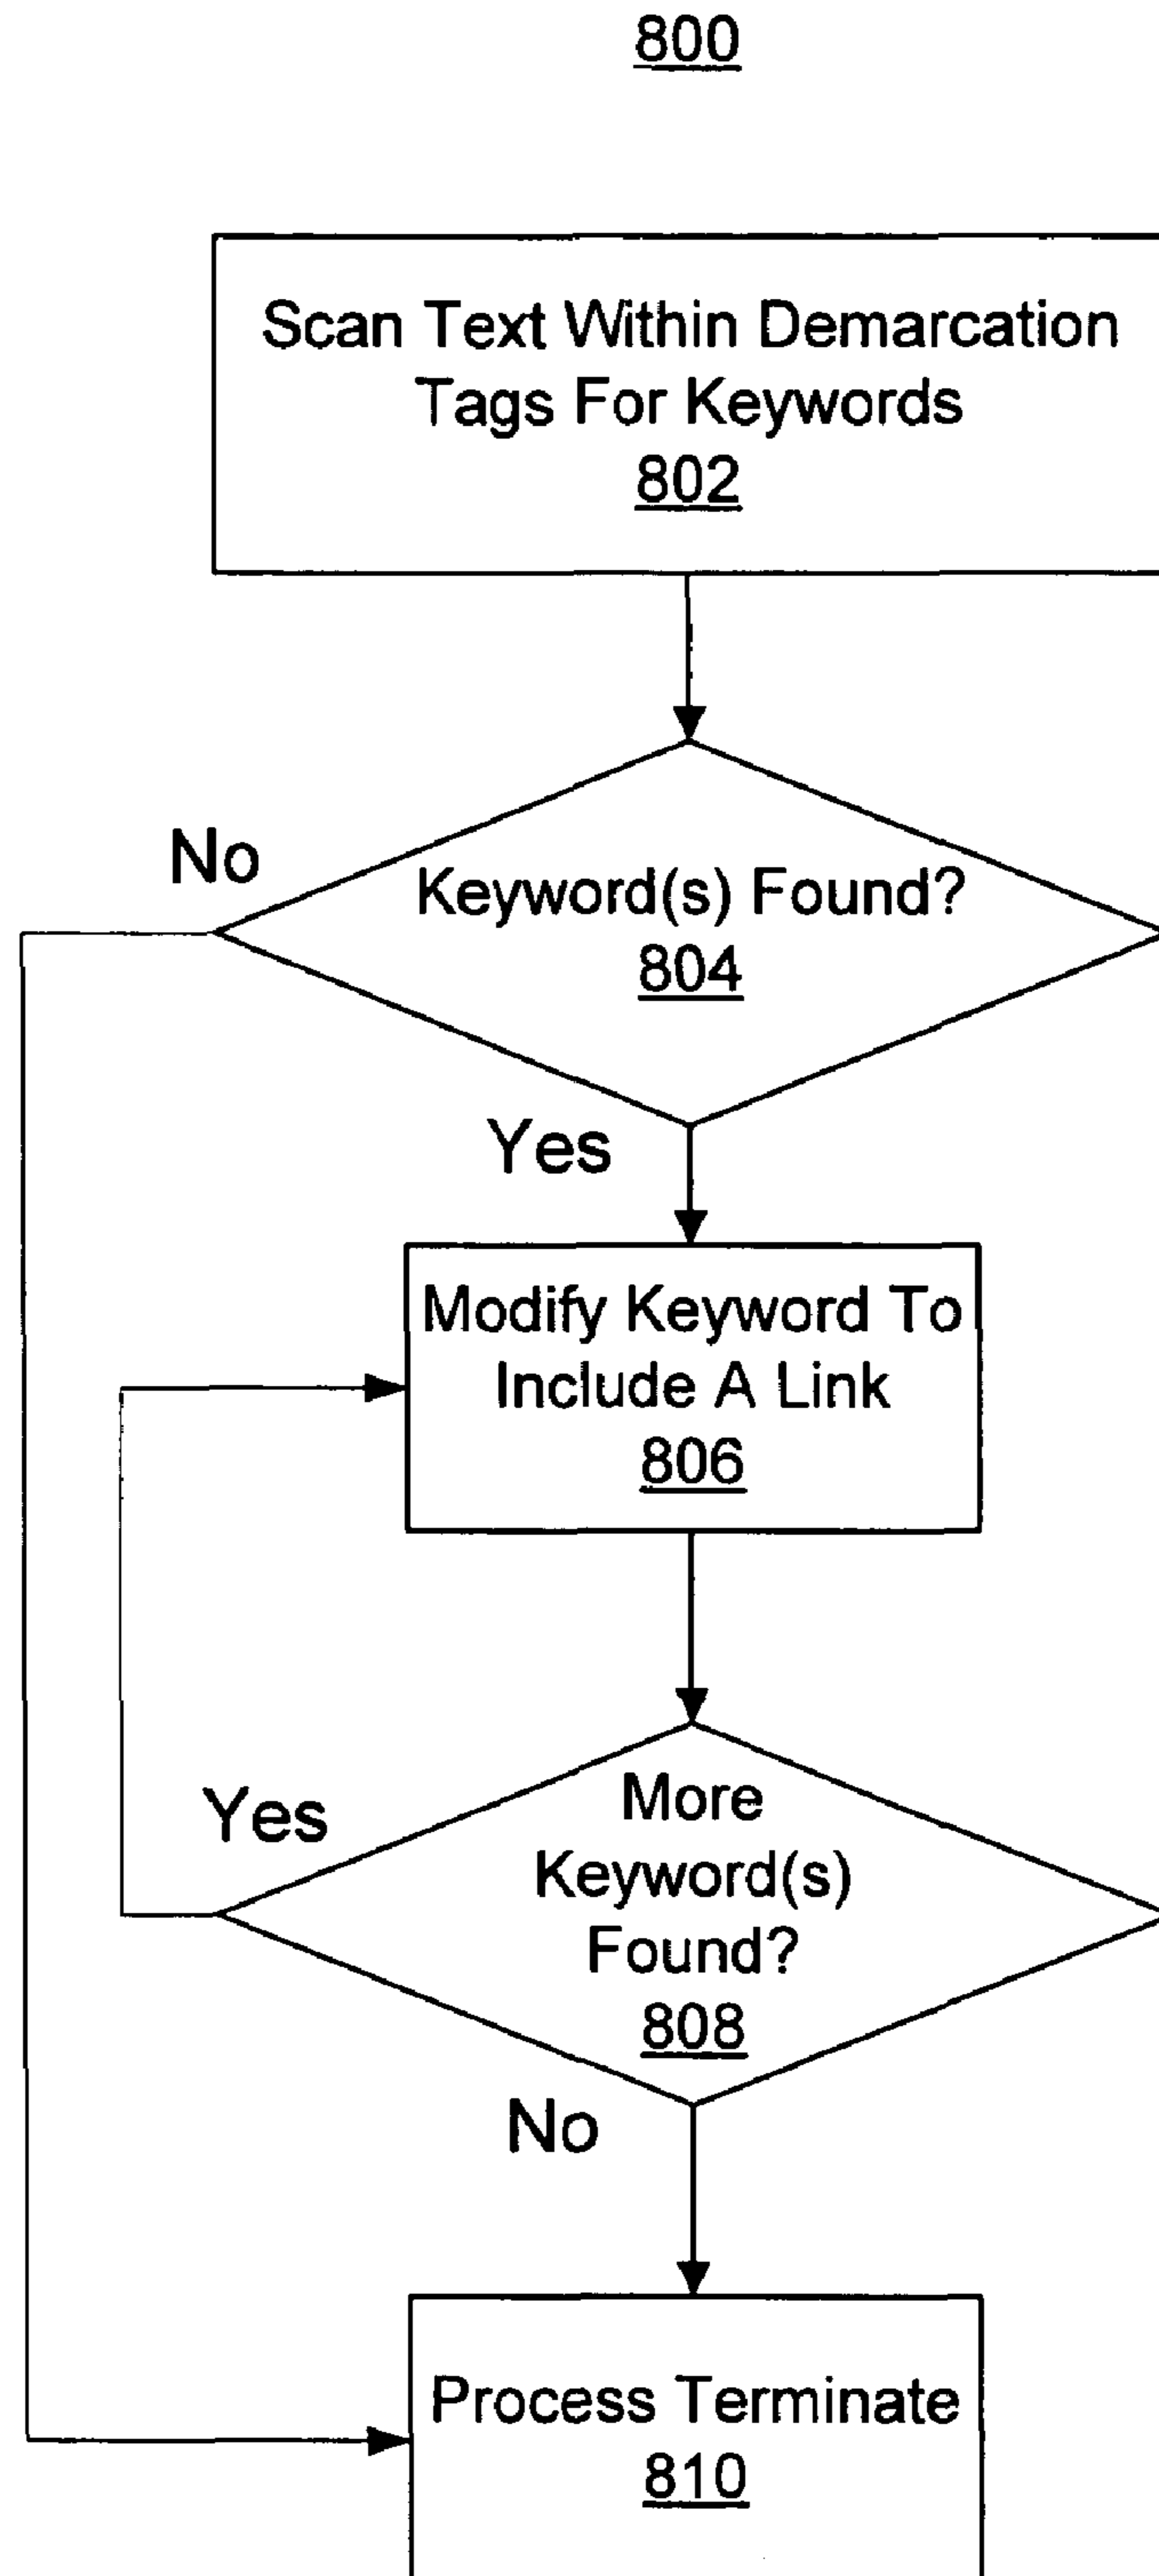 800
Scan Text Within Demarcation
Tags For Keywords
802
No
Keyword(s) Found?
804
Yes
Modify Keyword To
Include A Link
806
Yes
More
Keyword(s)
Found?
808
No
Process Terminate
810